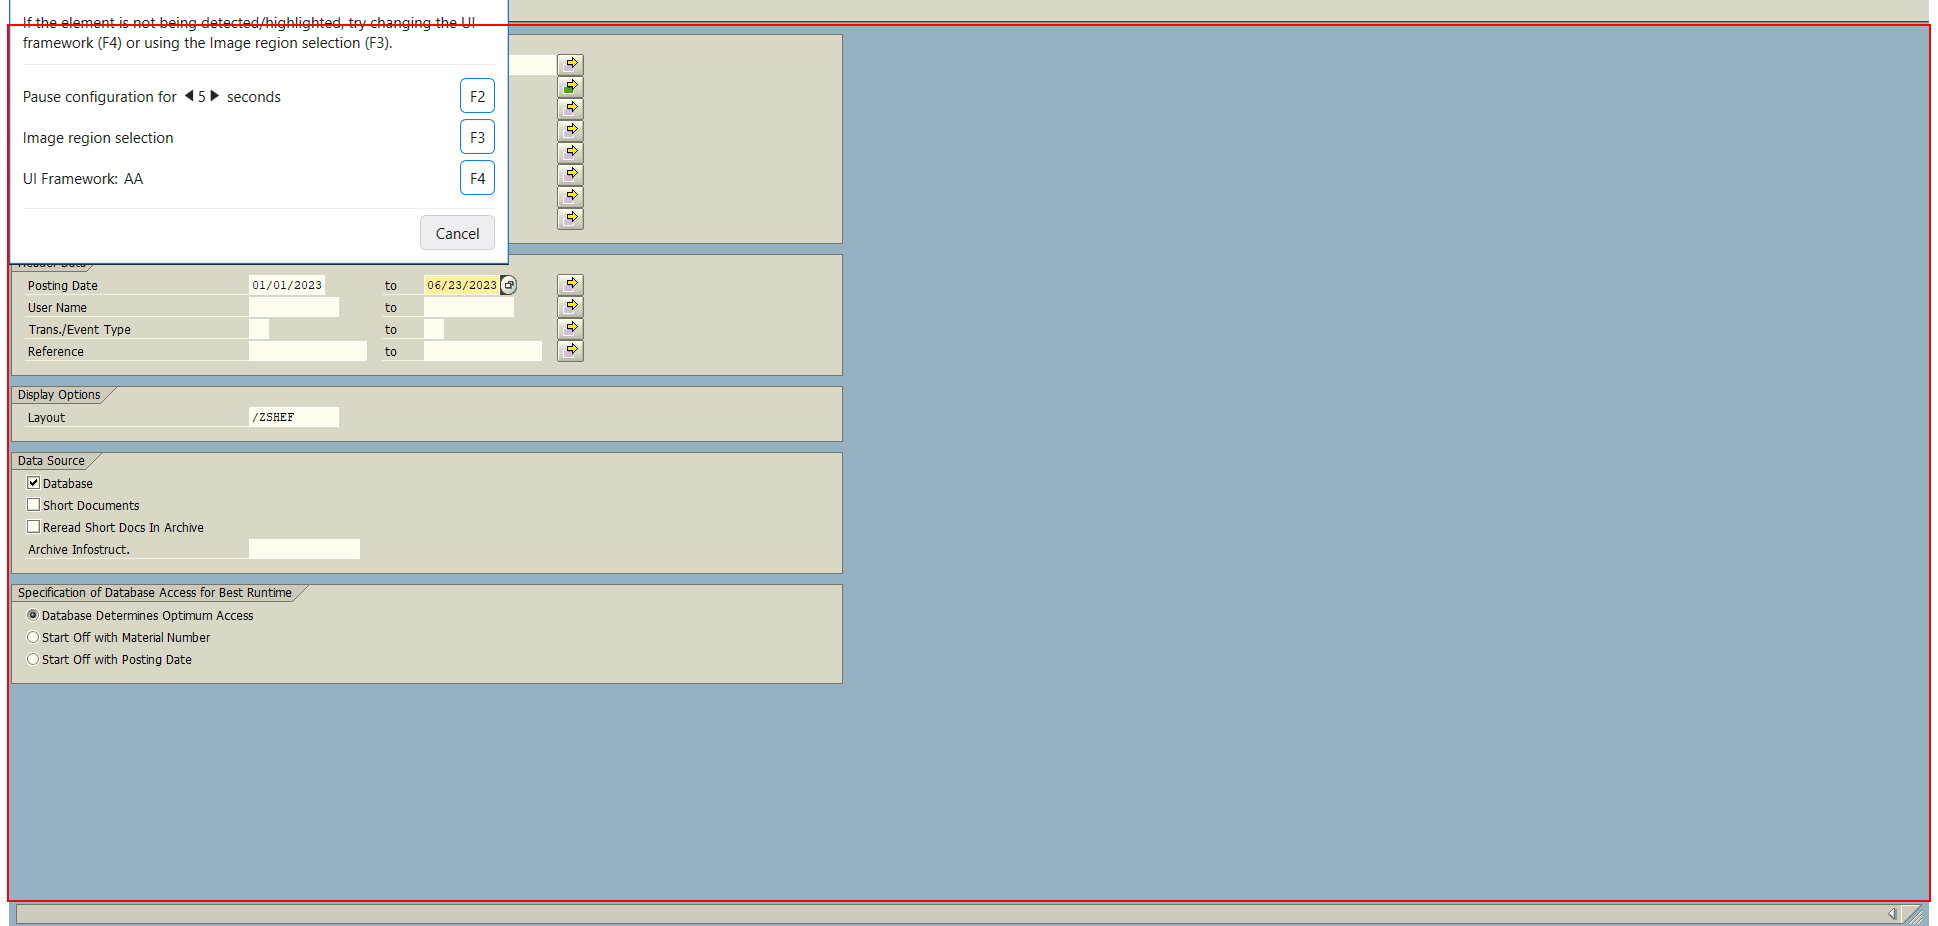 If the element is not being detected/highlighted, try changing the UI
framework (F4) or using the Image region selection (F3).
Pause configuration for 5 seconds F2
Image region selection F3
UI Framework: AA F4
Cancel
Header Data
Posting Date 01/01/2023 to 06/23/2023
User Name to
Trans./Event Type to
Reference to
Display Options
Layout /ZSHEF
Data Source
Database
Short Documents
Reread Short Docs In Archive
Archive Infostruct.
Specification of Database Access for Best Runtime
Database Determines Optimum Access
Start Off with Material Number
Start Off with Posting Date